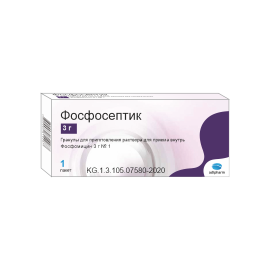 Фосфосептик
3 г
Гранулы для приготовления раствора для приема внутрь
Фосфомицин 3 г № 1
1
пакет
KG.1.3.105.07580-2020